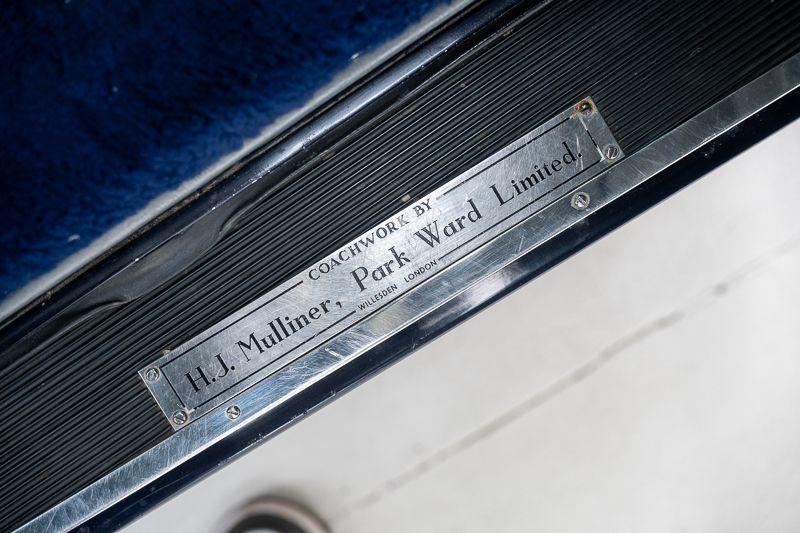 COACHWORK BY
H.J. Mulliner, Park Ward Limited.
WILLESDEN LONDON